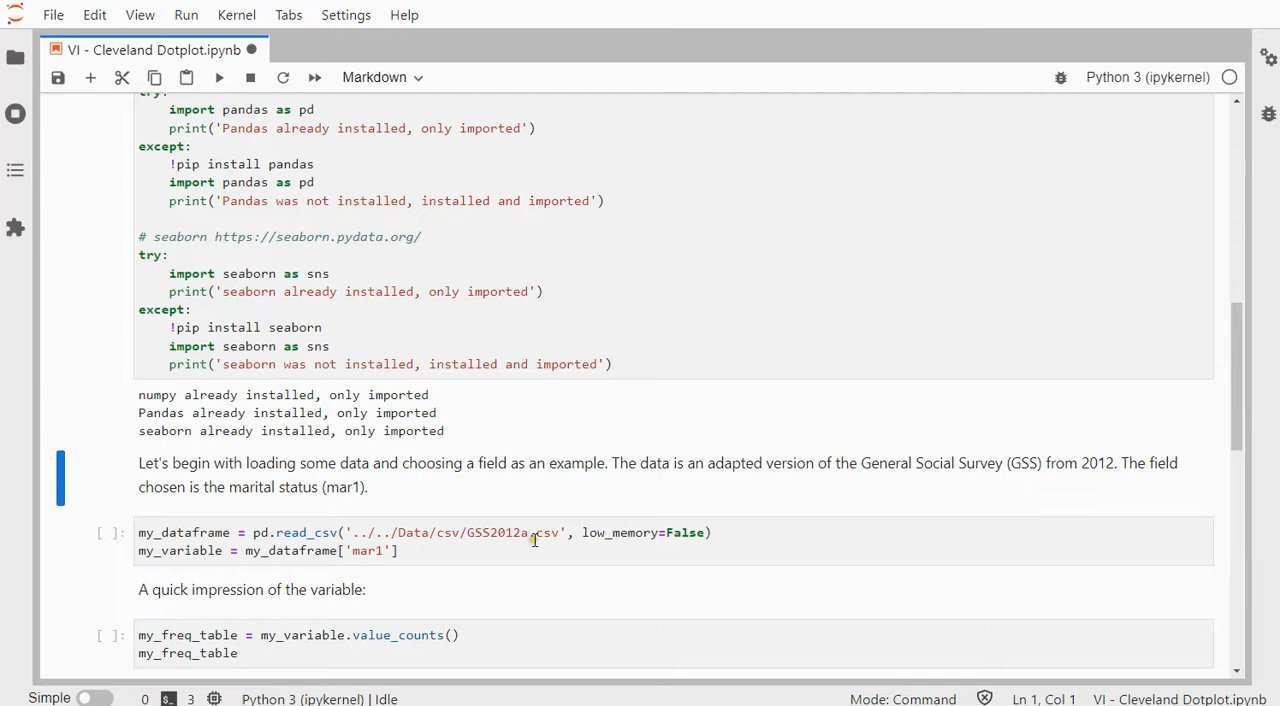 File Edit View Run Kernel Tabs Settings Help
VI - Cleveland Dotplot.ipynb
Markdown Python 3 (ipykernel)
try:
import pandas as pd
print('Pandas already installed, only imported')
except:
!pip install pandas
import pandas as pd
print('Pandas was not installed, installed and imported')
# seaborn https://seaborn.pydata.org/
try:
import seaborn as sns
print('seaborn already installed, only imported')
except:
!pip install seaborn
import seaborn as sns
print('seaborn was not installed, installed and imported')
numpy already installed, only imported
Pandas already installed, only imported
seaborn already installed, only imported
Let's begin with loading some data and choosing a field as an example. The data is an adapted version of the General Social Survey (GSS) from 2012. The field
chosen is the marital status (mar1).
[ ]: my_dataframe = pd.read_csv('../../Data/csv/GSS2012a.csv', low_memory=False)
my_variable = my_dataframe['mar1']
A quick impression of the variable:
[ ]: my_freq_table = my_variable.value_counts()
my_freq_table
Simple 0 3 Python 3 (ipykernel) | Idle Mode: Command Ln 1, Col 1 VI - Cleveland Dotplot.ipynb